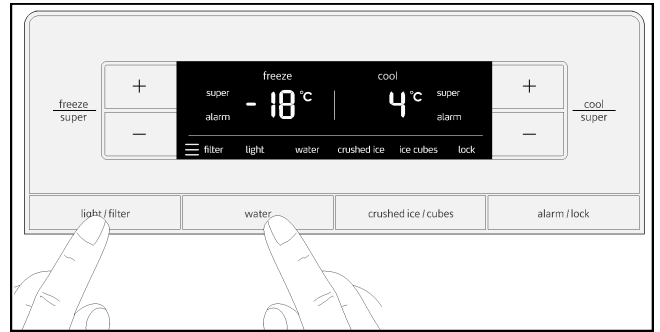 freeze cool
super -18 °C 4 °C super
alarm alarm
freeze
super
+
−
+
−
cool
super
filter light water crushed ice ice cubes lock
light / filter water crushed ice / cubes alarm / lock